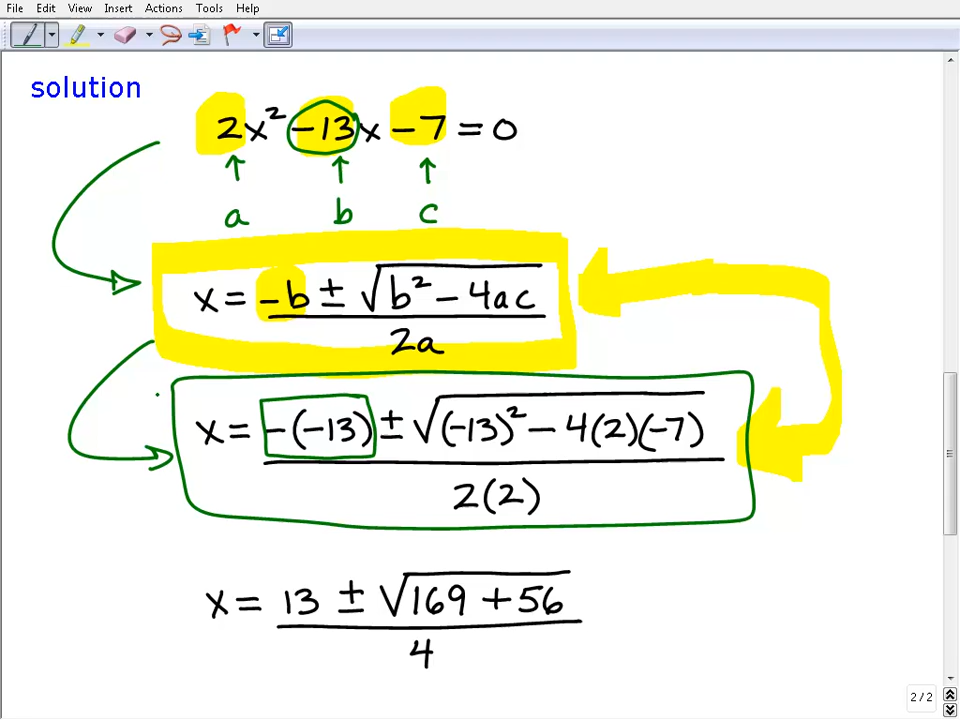 File Edit View Insert Actions Tools Help
solution
2x² -13x -7 = 0
a b c
x = -b ± √b² - 4ac
2a
x = -(-13) ± √(-13)² - 4(2)(-7)
2(2)
x = 13 ± √169 + 56
4
2 / 2